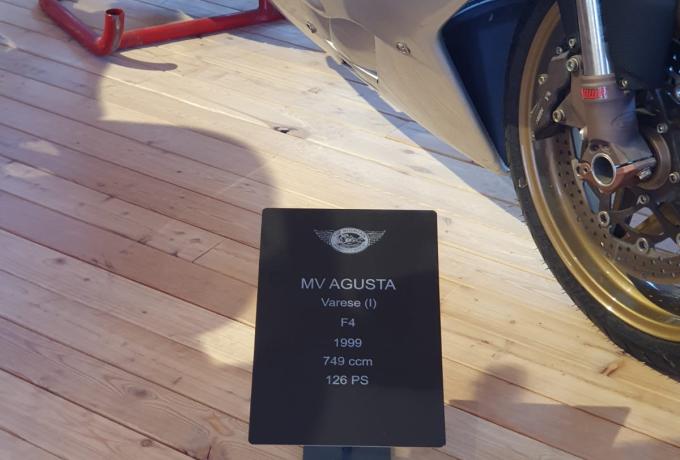 MV AGUSTA
Varese (I)
F4
1999
749 ccm
126 PS